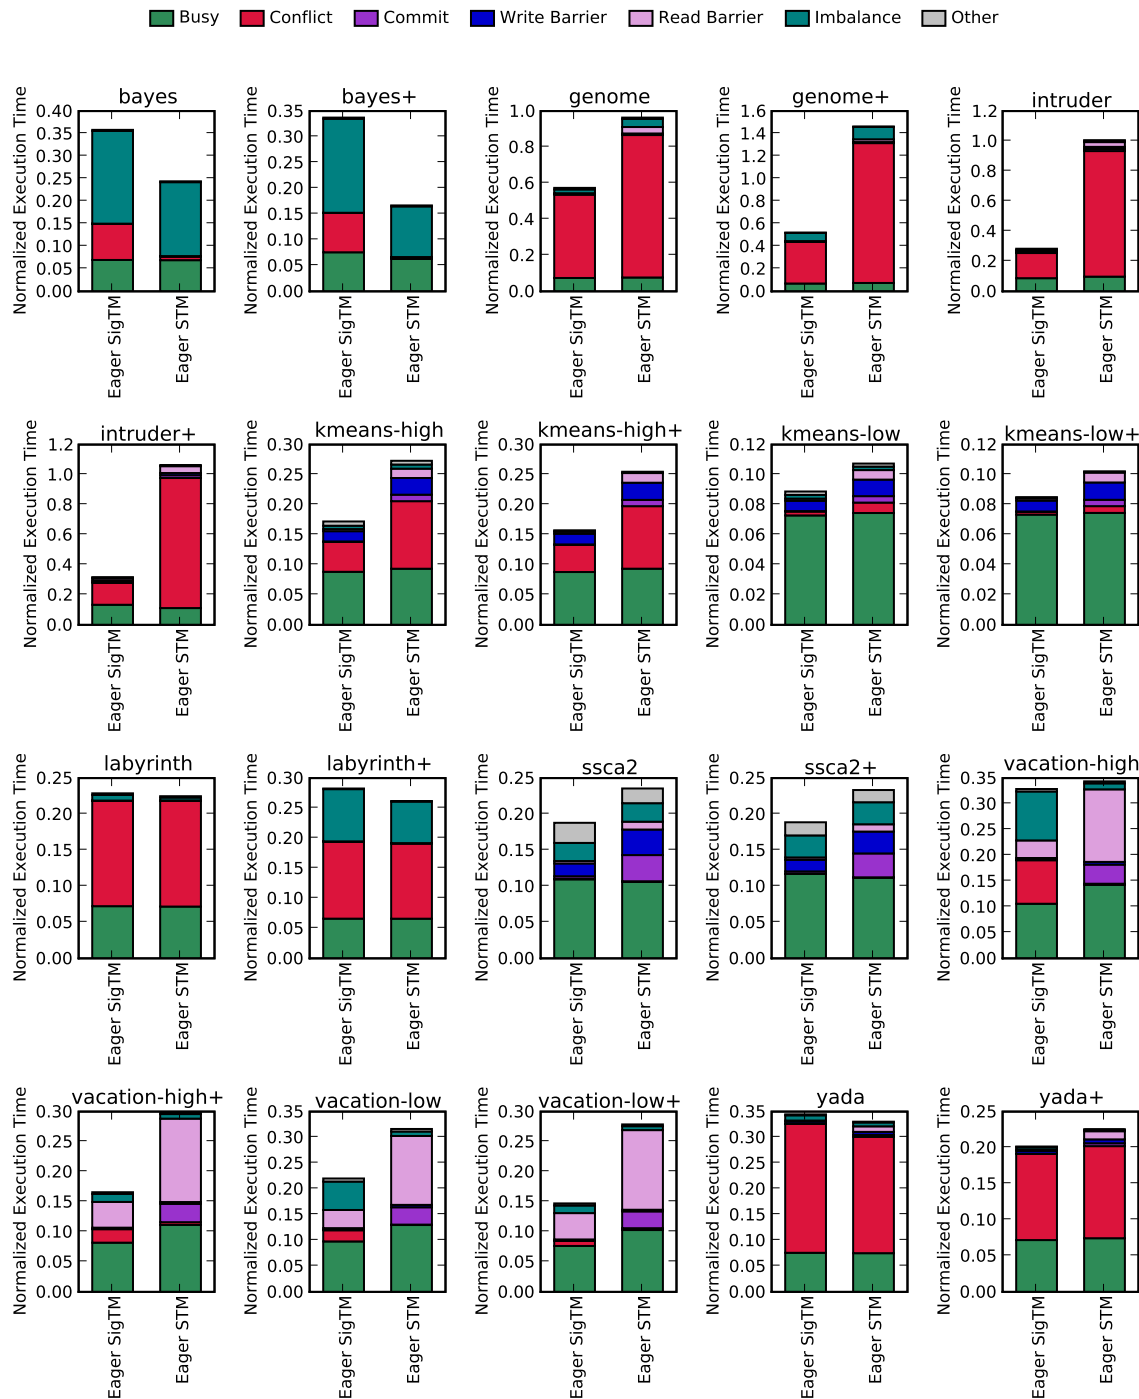 Busy Conflict Commit Write Barrier Read Barrier Imbalance Other
bayes
Normalized Execution Time
0.40
0.35
0.30
0.25
0.20
0.15
0.10
0.05
0.00
Eager SigTM
Eager STM
bayes+
Normalized Execution Time
0.35
0.30
0.25
0.20
0.15
0.10
0.05
0.00
Eager SigTM
Eager STM
genome
Normalized Execution Time
1.0
0.8
0.6
0.4
0.2
0.0
Eager SigTM
Eager STM
genome+
Normalized Execution Time
1.6
1.4
1.2
1.0
0.8
0.6
0.4
0.2
0.0
Eager SigTM
Eager STM
intruder
Normalized Execution Time
1.2
1.0
0.8
0.6
0.4
0.2
0.0
Eager SigTM
Eager STM
intruder+
Normalized Execution Time
1.2
1.0
0.8
0.6
0.4
0.2
0.0
Eager SigTM
Eager STM
kmeans-high
Normalized Execution Time
0.30
0.25
0.20
0.15
0.10
0.05
0.00
Eager SigTM
Eager STM
kmeans-high+
Normalized Execution Time
0.30
0.25
0.20
0.15
0.10
0.05
0.00
Eager SigTM
Eager STM
kmeans-low
Normalized Execution Time
0.12
0.10
0.08
0.06
0.04
0.02
0.00
Eager SigTM
Eager STM
kmeans-low+
Normalized Execution Time
0.12
0.10
0.08
0.06
0.04
0.02
0.00
Eager SigTM
Eager STM
labyrinth
Normalized Execution Time
0.25
0.20
0.15
0.10
0.05
0.00
Eager SigTM
Eager STM
labyrinth+
Normalized Execution Time
0.30
0.25
0.20
0.15
0.10
0.05
0.00
Eager SigTM
Eager STM
ssca2
Normalized Execution Time
0.25
0.20
0.15
0.10
0.05
0.00
Eager SigTM
Eager STM
ssca2+
Normalized Execution Time
0.25
0.20
0.15
0.10
0.05
0.00
Eager SigTM
Eager STM
vacation-high
Normalized Execution Time
0.35
0.30
0.25
0.20
0.15
0.10
0.05
0.00
Eager SigTM
Eager STM
vacation-high+
Normalized Execution Time
0.30
0.25
0.20
0.15
0.10
0.05
0.00
Eager SigTM
Eager STM
vacation-low
Normalized Execution Time
0.35
0.30
0.25
0.20
0.15
0.10
0.05
0.00
Eager SigTM
Eager STM
vacation-low+
Normalized Execution Time
0.30
0.25
0.20
0.15
0.10
0.05
0.00
Eager SigTM
Eager STM
yada
Normalized Execution Time
0.35
0.30
0.25
0.20
0.15
0.10
0.05
0.00
Eager SigTM
Eager STM
yada+
Normalized Execution Time
0.25
0.20
0.15
0.10
0.05
0.00
Eager SigTM
Eager STM